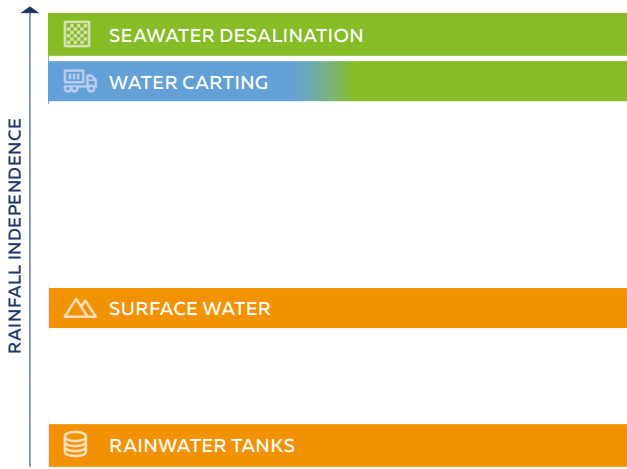 RAINFALL INDEPENDENCE
SEAWATER DESALINATION
WATER CARTING
SURFACE WATER
RAINWATER TANKS